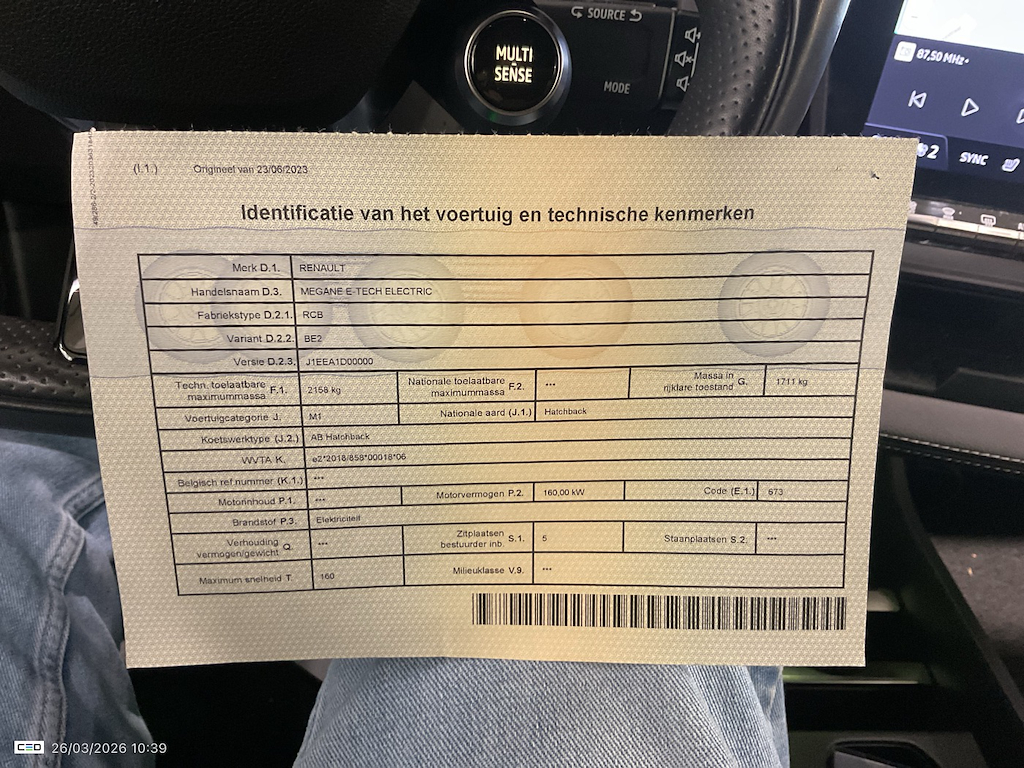 SOURCE
MULTI
-
SENSE
MODE
87,50 MHz
2
SYNC
(I.1.) Origineel van 23/06/2023
Identificatie van het voertuig en technische kenmerken
Merk D.1. RENAULT
Handelsnaam D.3. MEGANE E-TECH ELECTRIC
Fabriekstype D.2.1. RCB
Variant D.2.2. BE2
Versie D.2.3. J1EEA1D00000
Techn. toelaatbare maximummassa F.1. 2158 kg Nationale toelaatbare maximummassa F.2. *** Massa in rijklare toestand G. 1711 kg
Voertuigcategorie J. M1 Nationale aard (J.1.) Hatchback
Koetswerktype (J.2.) AB Hatchback
WVTA K. e2*2018/858*00018*06
Belgisch ref nummer (K.1.) ***
Motorinhoud P.1. *** Motorvermogen P.2. 160,00 kW Code (E.1.) 673
Brandstof P.3. Elektriciteit
Verhouding vermogen/gewicht Q. *** Zitplaatsen bestuurder inb. S.1. 5 Staanplaatsen S.2. ***
Maximum snelheid T. 160 Milieuklasse V.9. ***
CEO 26/03/2026 10:39